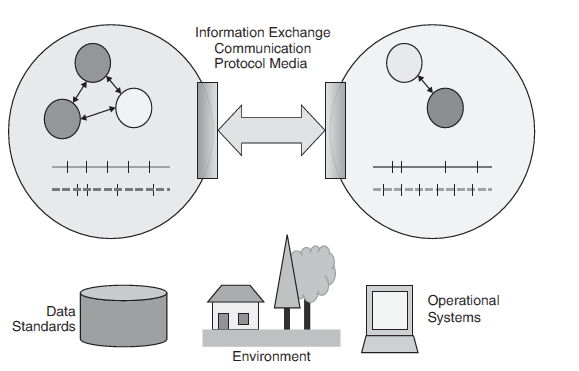 Information Exchange
Communication
Protocol Media
Data
Standards
Operational
Systems
Environment